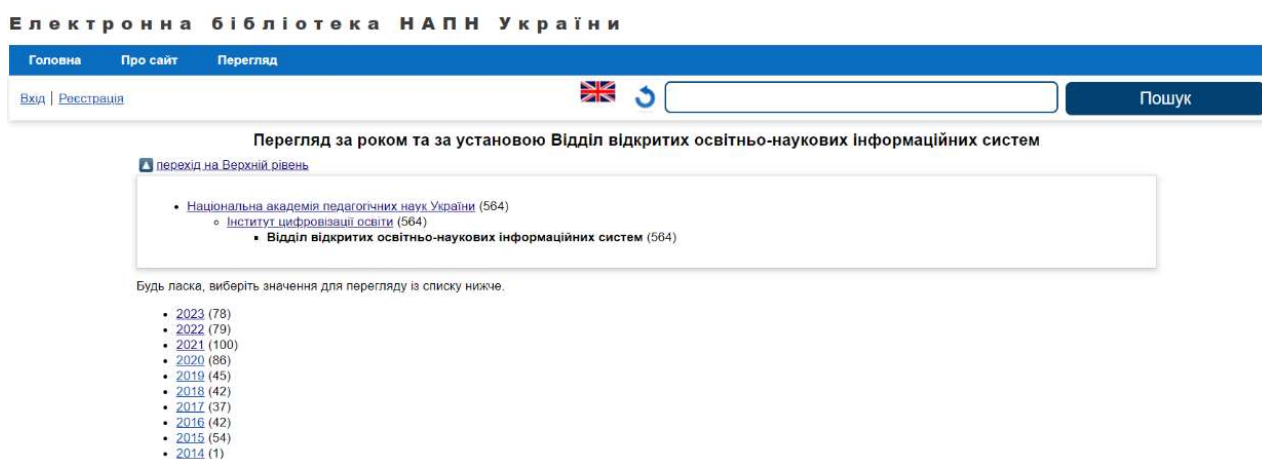 Електронна бібліотека НАПН України
Головна Про сайт Перегляд
Вхід | Реєстрація Пошук
Перегляд за роком та за установою Відділ відкритих освітньо-наукових інформаційних систем
перехід на Верхній рівень
• Національна академія педагогічних наук України (564)
◦ Інститут цифровізації освіти (564)
▪ Відділ відкритих освітньо-наукових інформаційних систем (564)
Будь ласка, виберіть значення для перегляду із списку нижче.
• 2023 (78)
• 2022 (79)
• 2021 (100)
• 2020 (86)
• 2019 (45)
• 2018 (42)
• 2017 (37)
• 2016 (42)
• 2015 (54)
• 2014 (1)